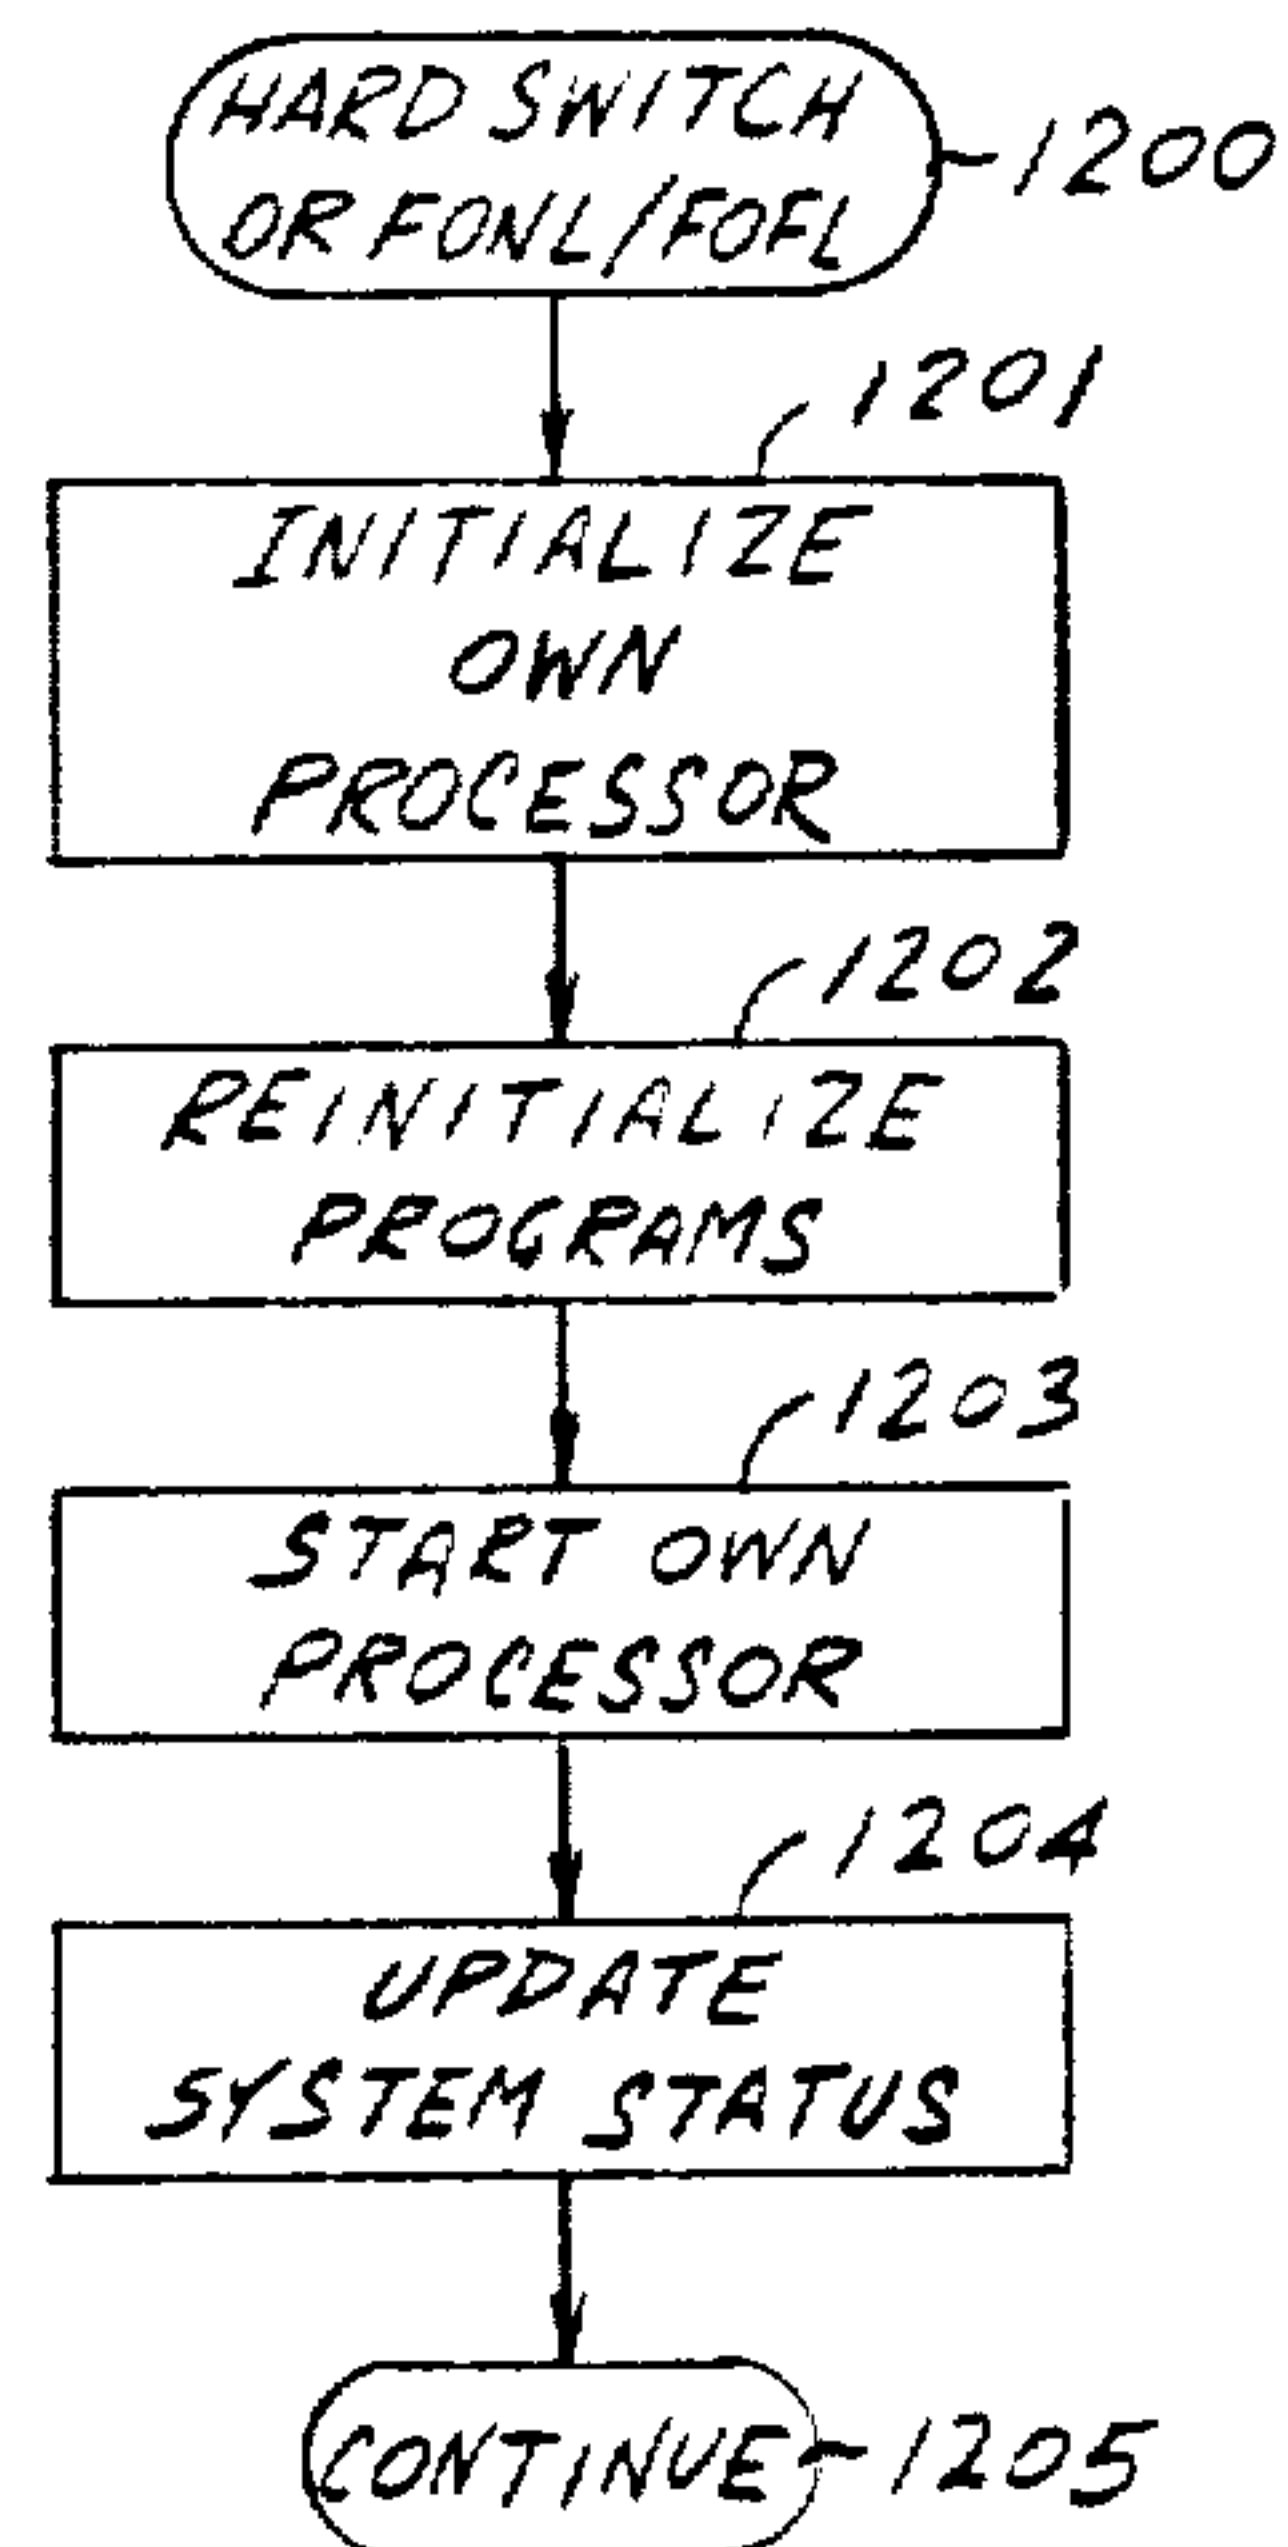 HARD SWITCH
OR FONL/FOFL
1200
1201
INITIALIZE
OWN
PROCESSOR
1202
REINITIALIZE
PROGRAMS
1203
START OWN
PROCESSOR
1204
UPDATE
SYSTEM STATUS
CONTINUE
1205